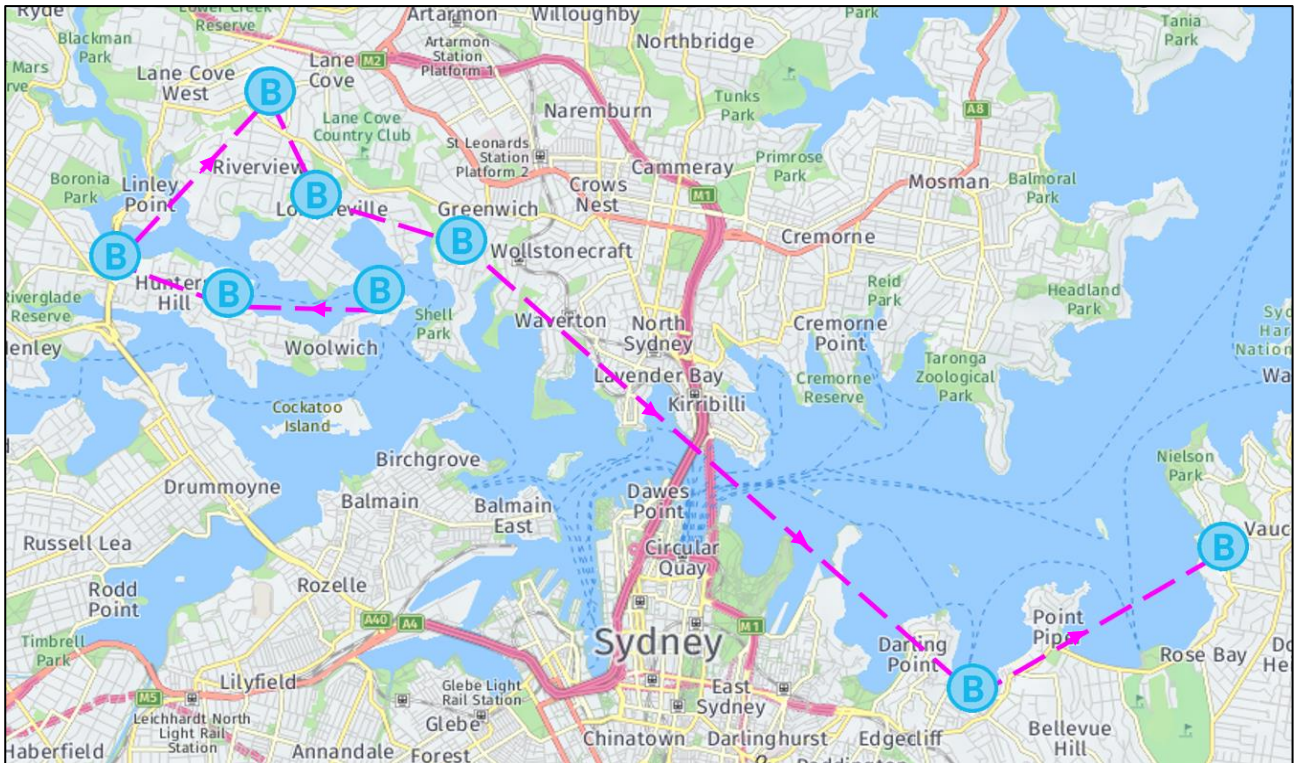 Ryde
Lower Creek
Reserve
Artarmon
Willoughby
Park
Tania
Park
Blackman
Park
Artarmon
Station
Platform 1
Northbridge
Mars
Lane Cove
West
Lane
Cove
M2
B
Tunks
Park
A8
Naremburn
Lane Cove
Country Club
St Leonards
Station
Platform 2
Cammeray
Primrose
Park
Riverview
Boronia
Park
Linley
Point
Crows
Nest
M1
Mosman
Balmoral
Park
B
Greenwich
B
Wollstonecraft
Cremorne
B
Hunters
Hill
B
B
Riverglade
Reserve
Shell
Park
Reid
Park
Headland
Park
Waverton
North
Sydney
Cremorne
Point
Woolwich
Taronga
Zoological
Park
Lavender Bay
Cremorne
Reserve
Kirribilli
Cockatoo
Island
Birchgrove
Nielson
Park
Drummoyne
Balmain
Balmain
East
Dawes
Point
Russell Lea
Circular
Quay
B
Vauc
Rodd
Point
Rozelle
A40
A4
M1
Point
Piper
Timbrell
Park
Sydney
Darling
Point
Rose Bay
Lilyfield
M5
Glebe Light
Rail Station
East
Sydney
B
Leichhardt North
Light Rail
Station
Glebe
Bellevue
Hill
Haberfield
Annandale
Forest
Chinatown
Darlinghurst
Edgecliff